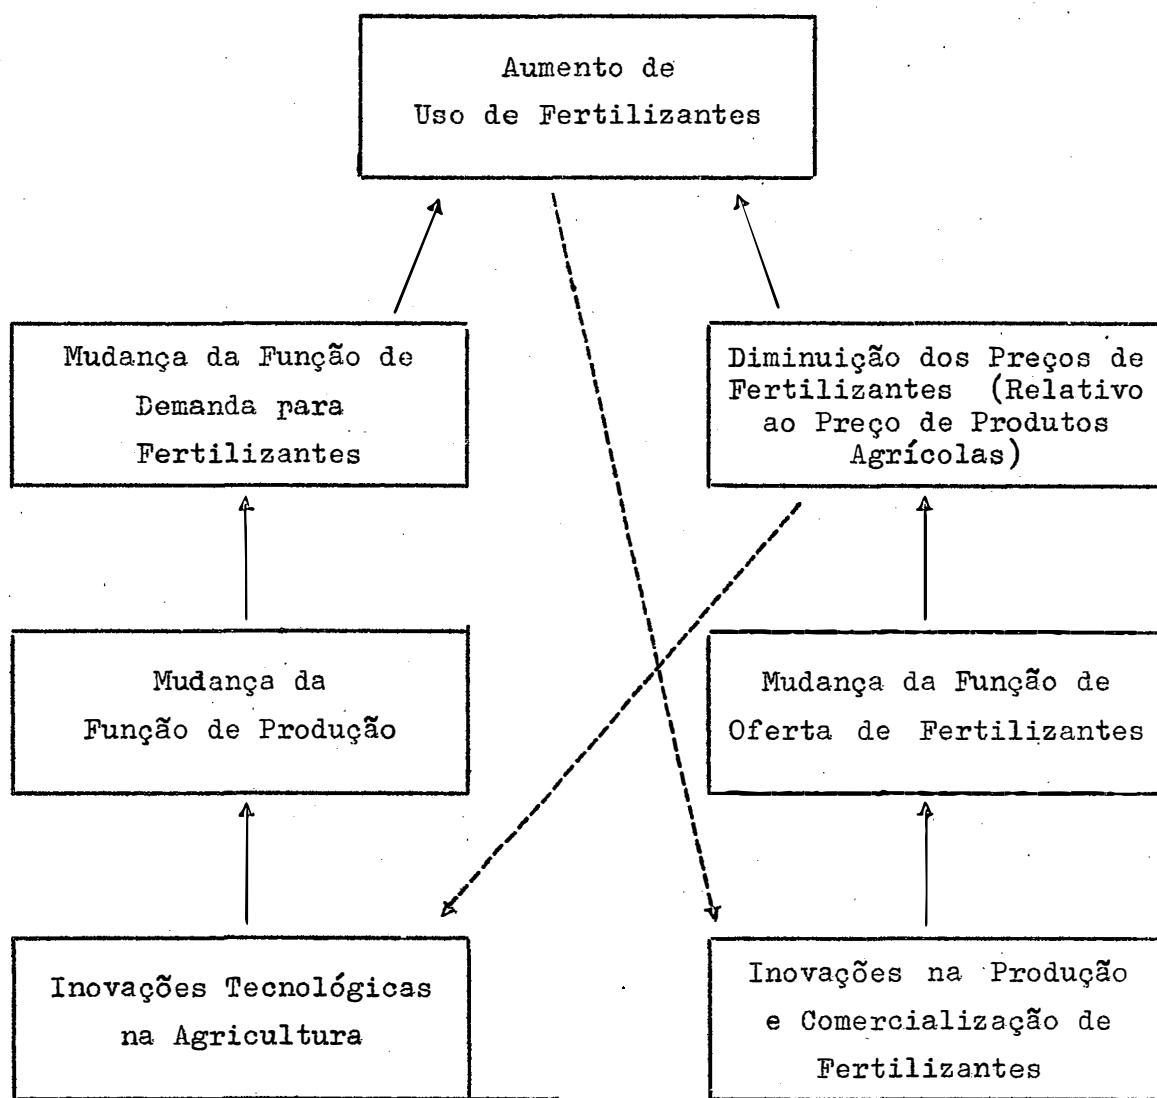 Aumento de
Uso de Fertilizantes
Mudança da Função de
Demanda para
Fertilizantes
Diminuição dos Preços de
Fertilizantes (Relativo
ao Preço de Produtos
Agrícolas)
Mudança da
Função de Produção
Mudança da Função de
Oferta de Fertilizantes
Inovações Tecnológicas
na Agricultura
Inovações na Produção
e Comercialização de
Fertilizantes